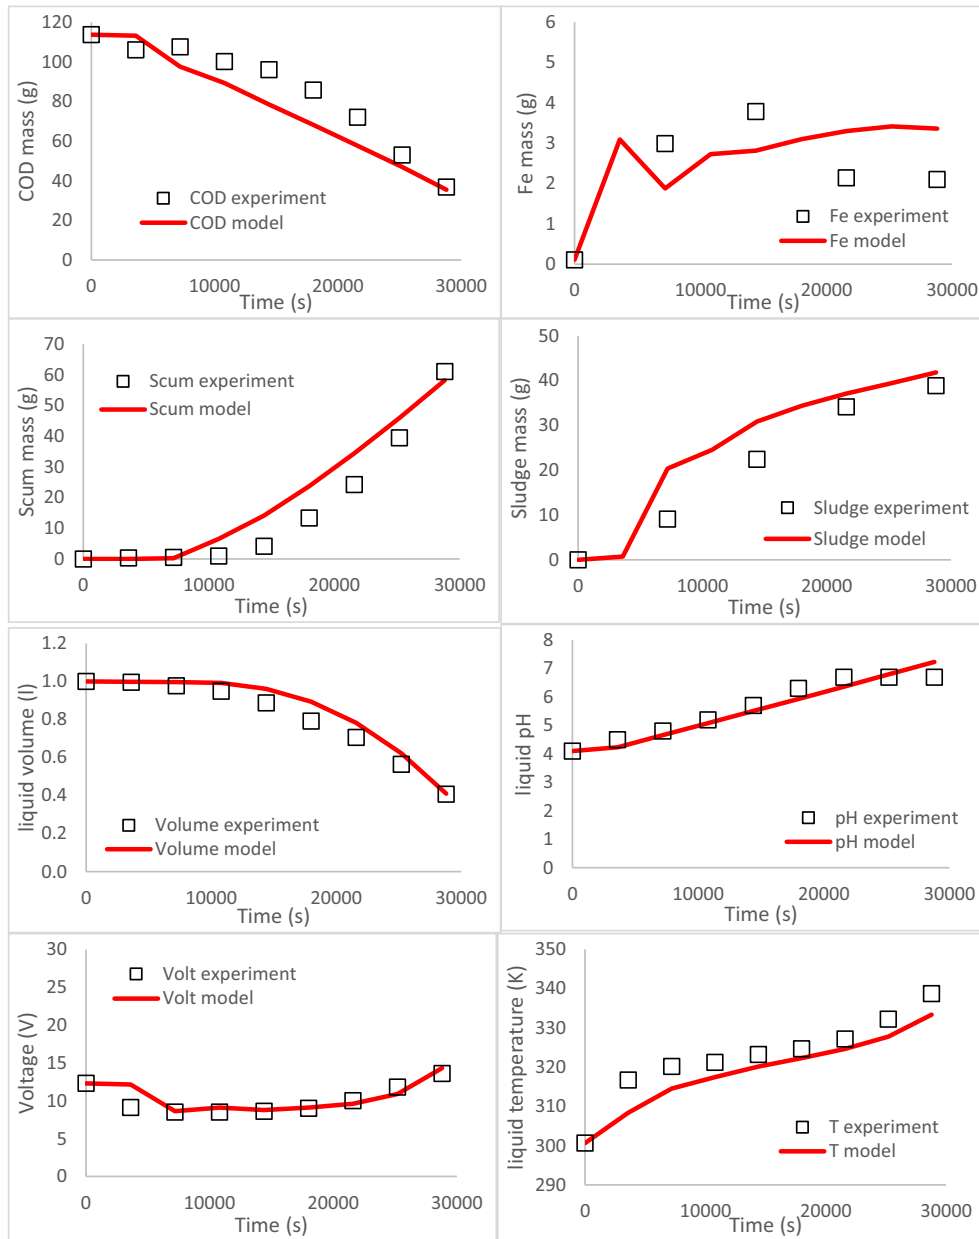 120
100
80
60
40
20
0
COD mass (g)
COD experiment
COD model
0 10000 20000 30000
Time (s)
6
5
4
3
2
1
0
Fe mass (g)
Fe experiment
Fe model
0 10000 20000 30000
Time (s)
70
60
50
40
30
20
10
0
Scum mass (g)
Scum experiment
Scum model
0 10000 20000 30000
Time (s)
50
40
30
20
10
0
Sludge mass (g)
Sludge experiment
Sludge model
0 10000 20000 30000
Time (s)
1.2
1.0
0.8
0.6
0.4
0.2
0.0
liquid volume (l)
Volume experiment
Volume model
0 10000 20000 30000
Time (s)
8
7
6
5
4
3
2
1
0
liquid pH
pH experiment
pH model
0 10000 20000 30000
Time (s)
30
25
20
15
10
5
0
Voltage (V)
Volt experiment
Volt model
0 10000 20000 30000
Time (s)
350
340
330
320
310
300
290
liquid temperature (K)
T experiment
T model
0 10000 20000 30000
Time (s)